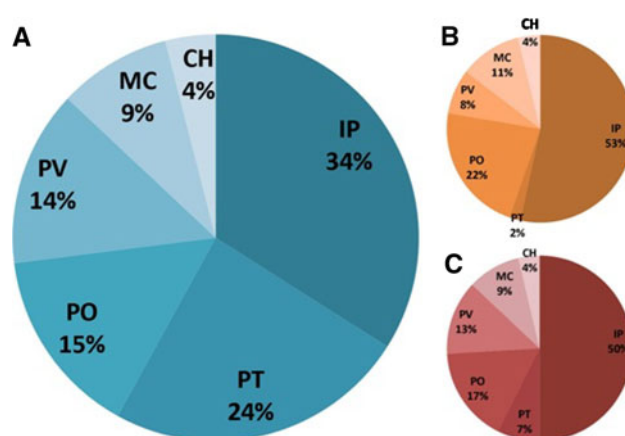 A
IP
34%
PT
24%
PO
15%
PV
14%
MC
9%
CH
4%
B
IP
53%
PT
2%
PO
22%
PV
8%
MC
11%
CH
4%
C
IP
50%
PT
7%
PO
17%
PV
13%
MC
9%
CH
4%